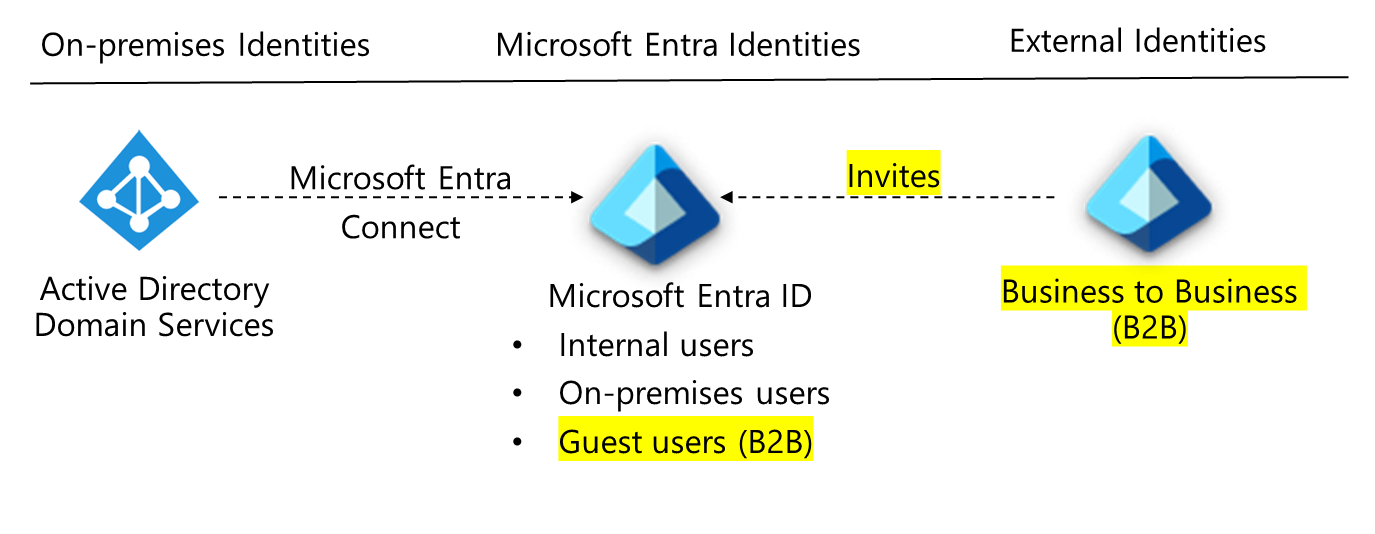 On-premises Identities
Microsoft Entra Identities
External Identities
Microsoft Entra
Connect
Invites
Active Directory
Domain Services
Microsoft Entra ID
• Internal users
• On-premises users
• Guest users (B2B)
Business to Business
(B2B)